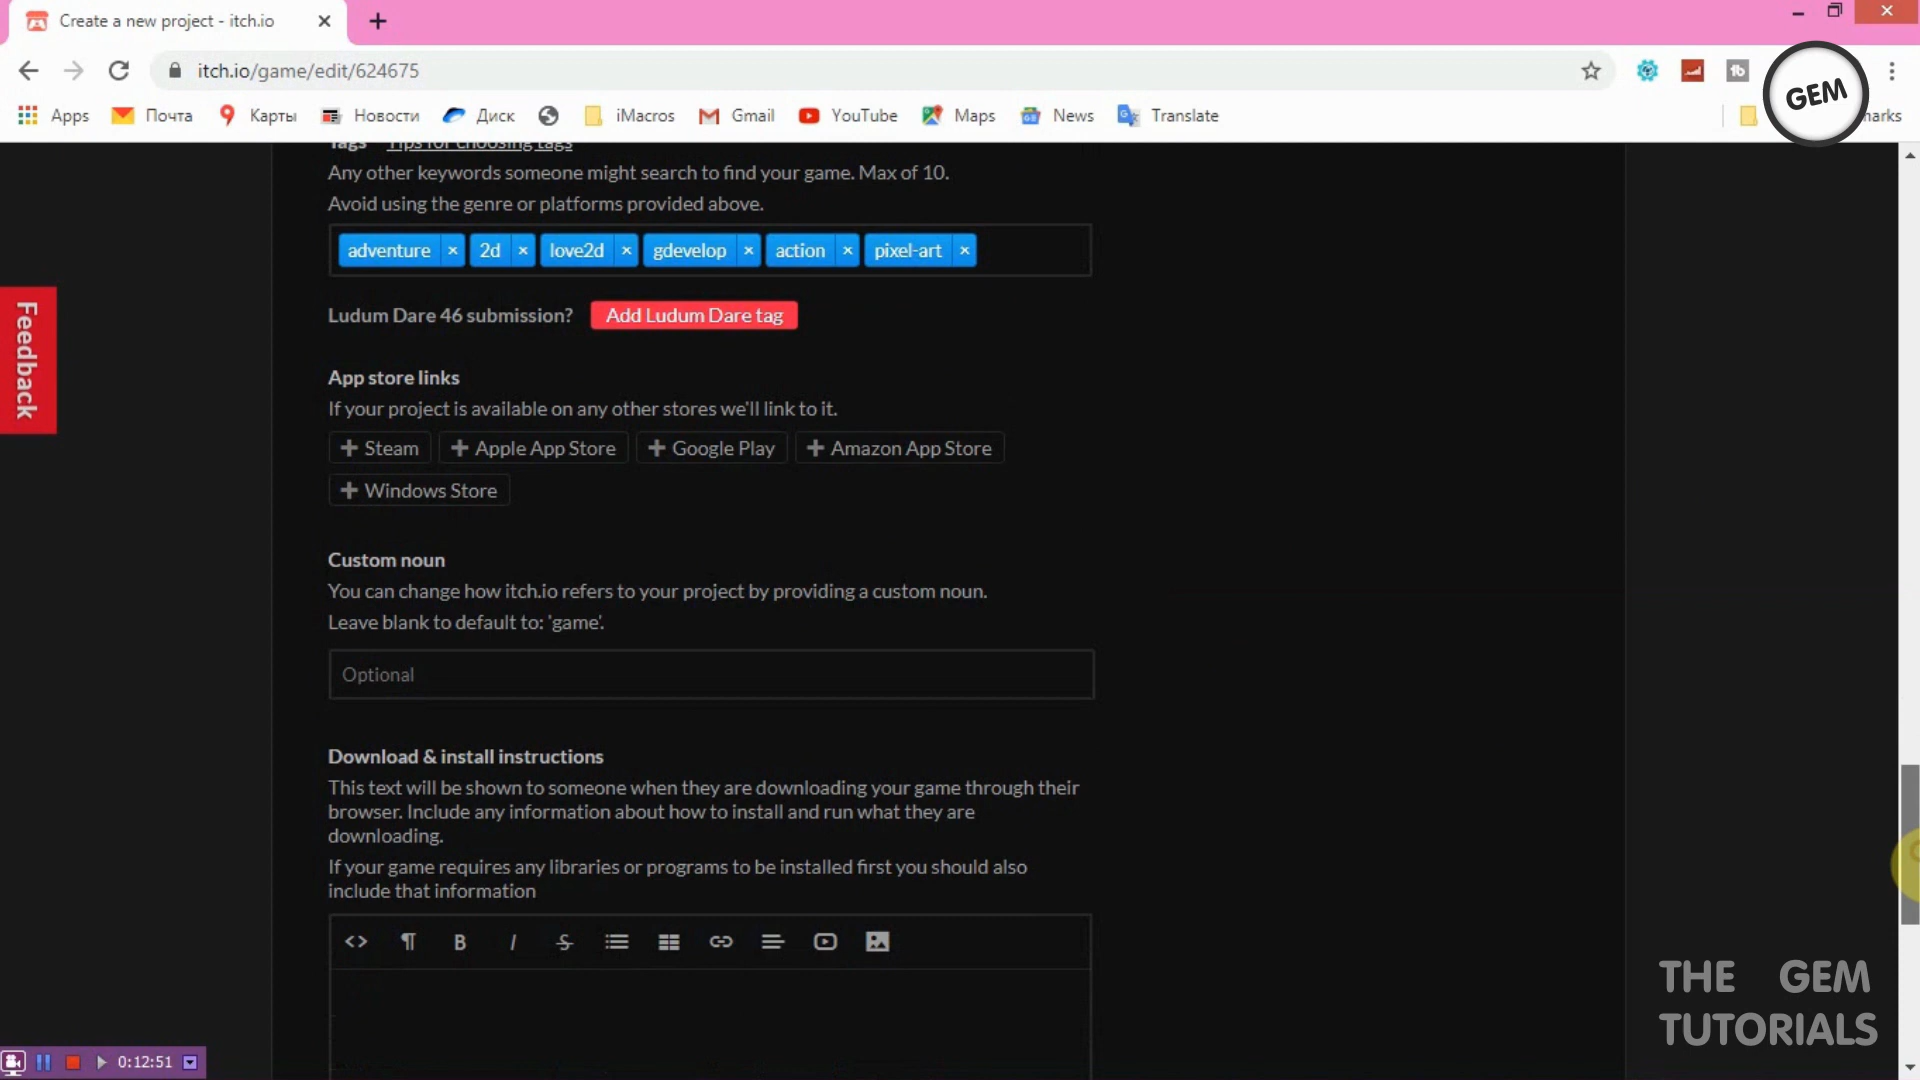 Create a new project - itch.io
itch.io/game/edit/624675
GEM
Apps Почта Карты Новости Диск iMacros Gmail YouTube Maps News Translate
Tags Tips for choosing tags
Any other keywords someone might search to find your game. Max of 10.
Avoid using the genre or platforms provided above.
adventure × 2d × love2d × gdevelop × action × pixel-art ×
Feedback
Ludum Dare 46 submission? Add Ludum Dare tag
App store links
If your project is available on any other stores we'll link to it.
Steam Apple App Store Google Play Amazon App Store
Windows Store
Custom noun
You can change how itch.io refers to your project by providing a custom noun.
Leave blank to default to: 'game'.
Optional
Download & install instructions
This text will be shown to someone when they are downloading your game through their
browser. Include any information about how to install and run what they are
downloading.
If your game requires any libraries or programs to be installed first you should also
include that information
THE GEM
TUTORIALS
0:12:51